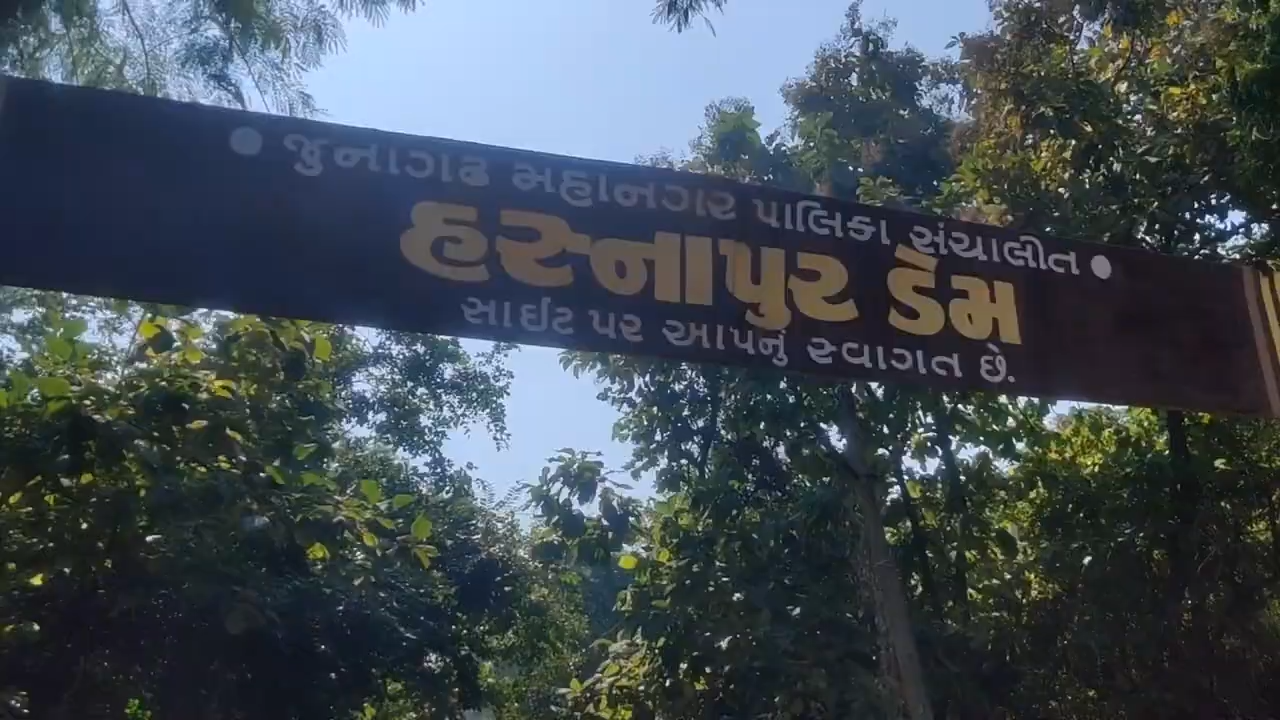 • જુનાગઢ મહાનગર પાલિકા સંચાલીત •
હસ્નાપુર ડેમ
સાઈટ પર આપનું સ્વાગત છે.